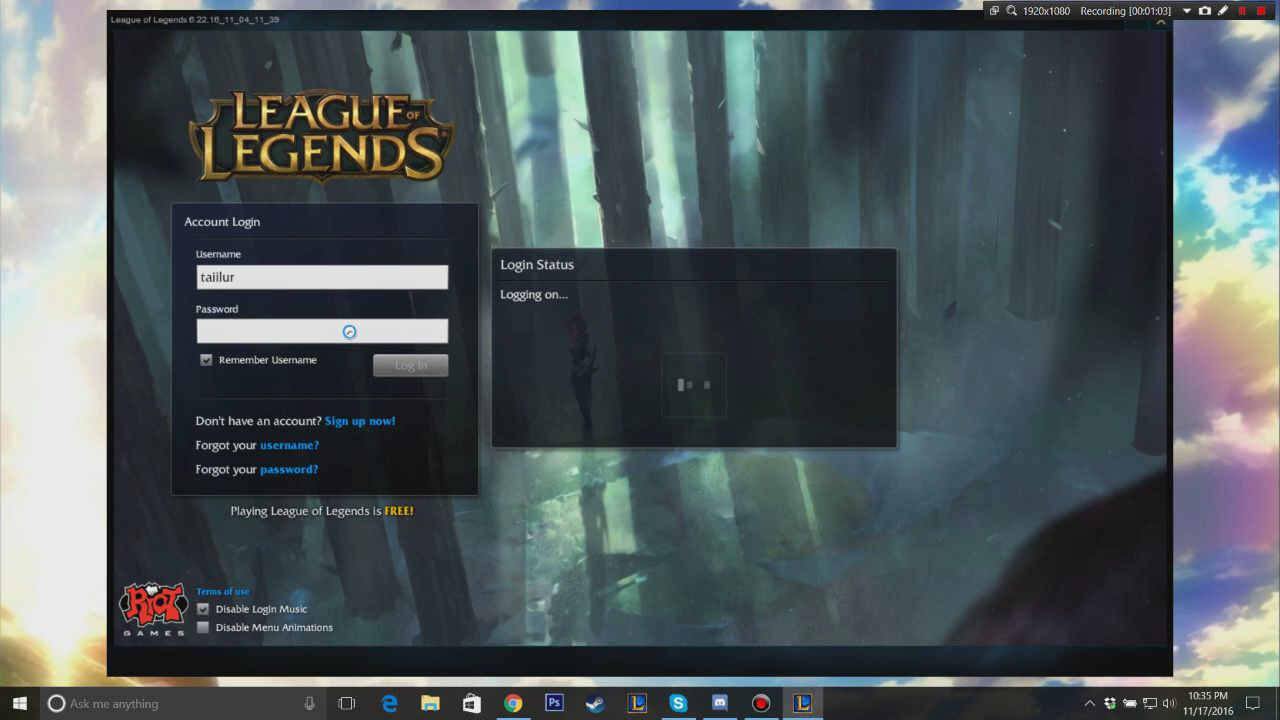 League of Legends 6.22.16_11_04_11_39
1920x1080 Recording [00:01:03]
LEAGUE OF LEGENDS
Account Login
Username
taiilur
Password
Remember Username
Log In
Don't have an account? Sign up now!
Forgot your username?
Forgot your password?
Playing League of Legends is FREE!
Login Status
Logging on...
RIOT
GAMES
Terms of use
Disable Login Music
Disable Menu Animations
Ask me anything
Ps
10:35 PM
11/17/2016